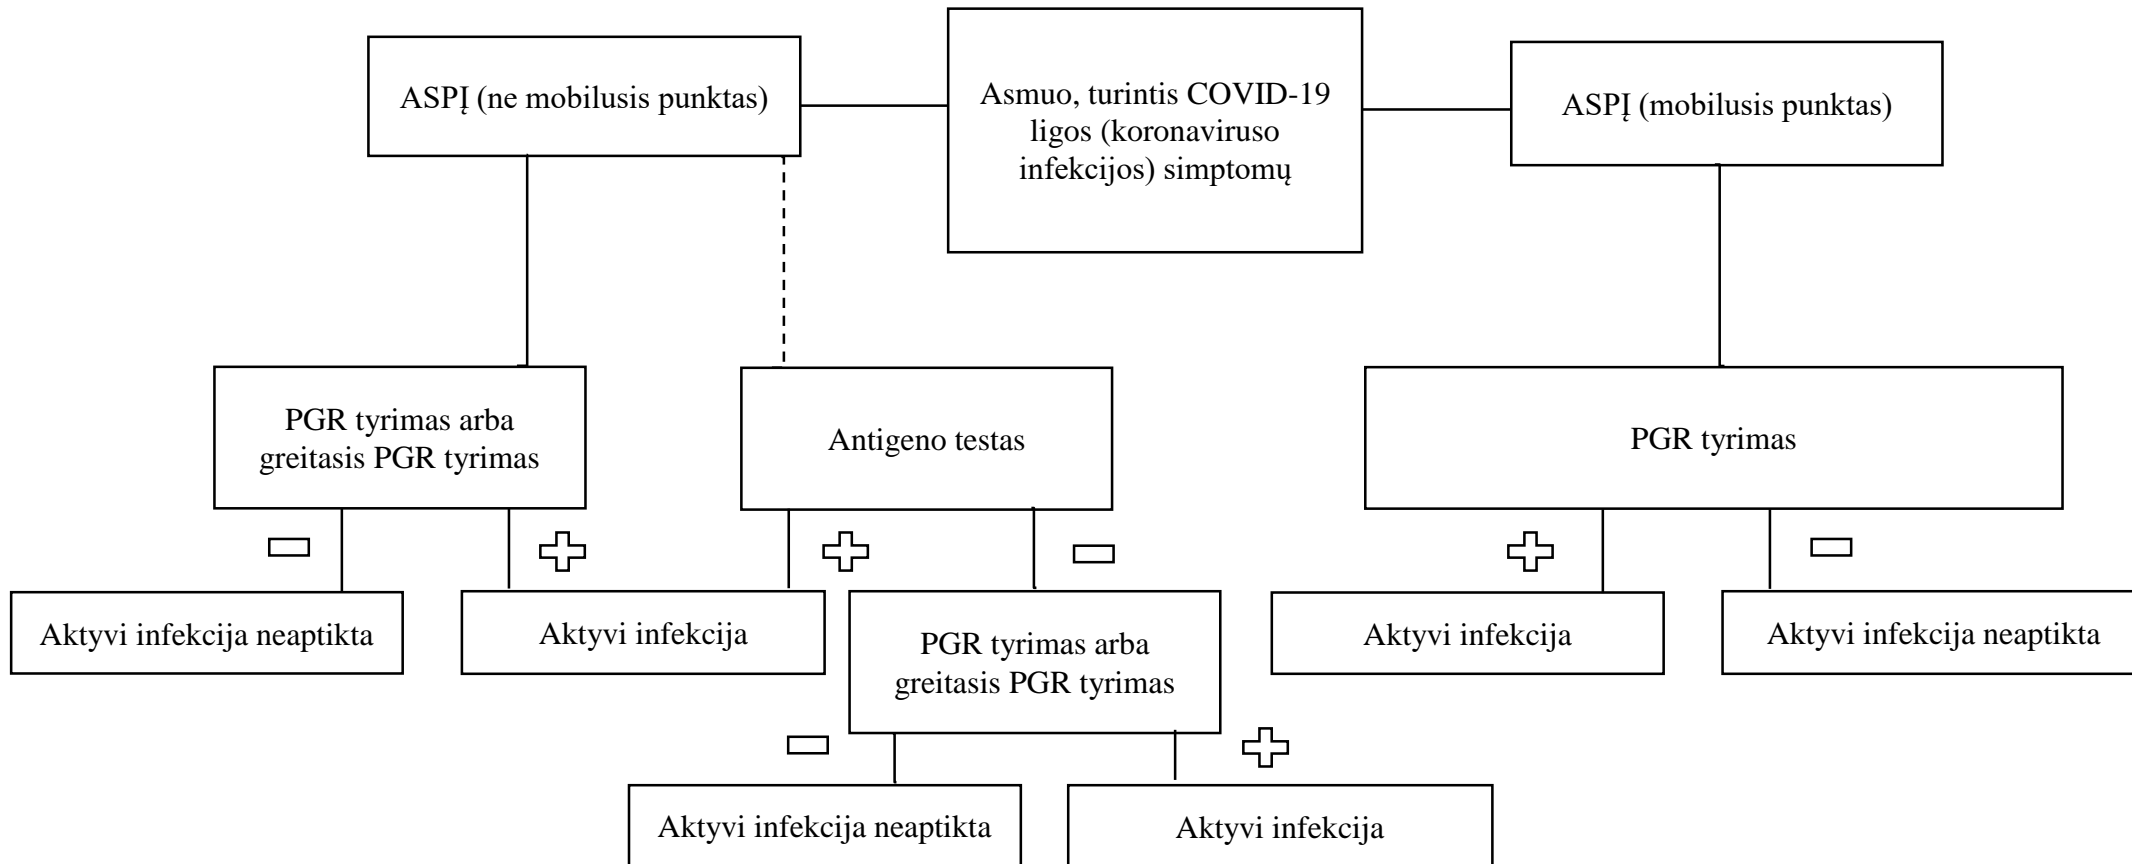 ASPĮ (ne mobilusis punktas)
Asmuo, turintis COVID-19
ligos (koronaviruso
infekcijos) simptomų
ASPĮ (mobilusis punktas)
PGR tyrimas arba
greitasis PGR tyrimas
Antigeno testas
PGR tyrimas
Aktyvi infekcija neaptikta
Aktyvi infekcija
PGR tyrimas arba
greitasis PGR tyrimas
Aktyvi infekcija
Aktyvi infekcija neaptikta
Aktyvi infekcija neaptikta
Aktyvi infekcija